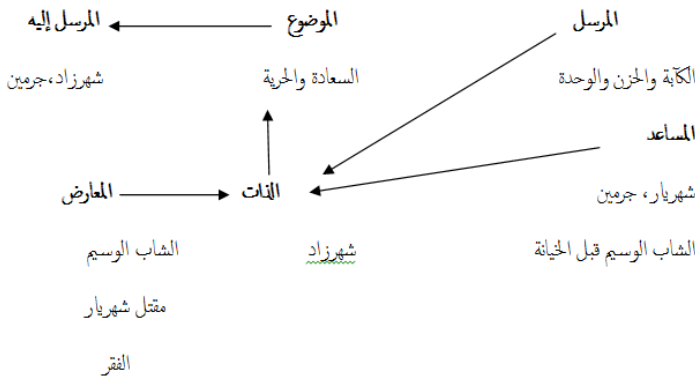 المرسل الموضوع المرسل إليه
الكآبة والحزن والوحدة السعادة والحرية شهرزاد،جرمين
المساعد
شهريار، جرمين الذات المعارض
الشاب الوسيم قبل الخيانة شهرزاد الشاب الوسيم
مقتل شهريار
الفقر